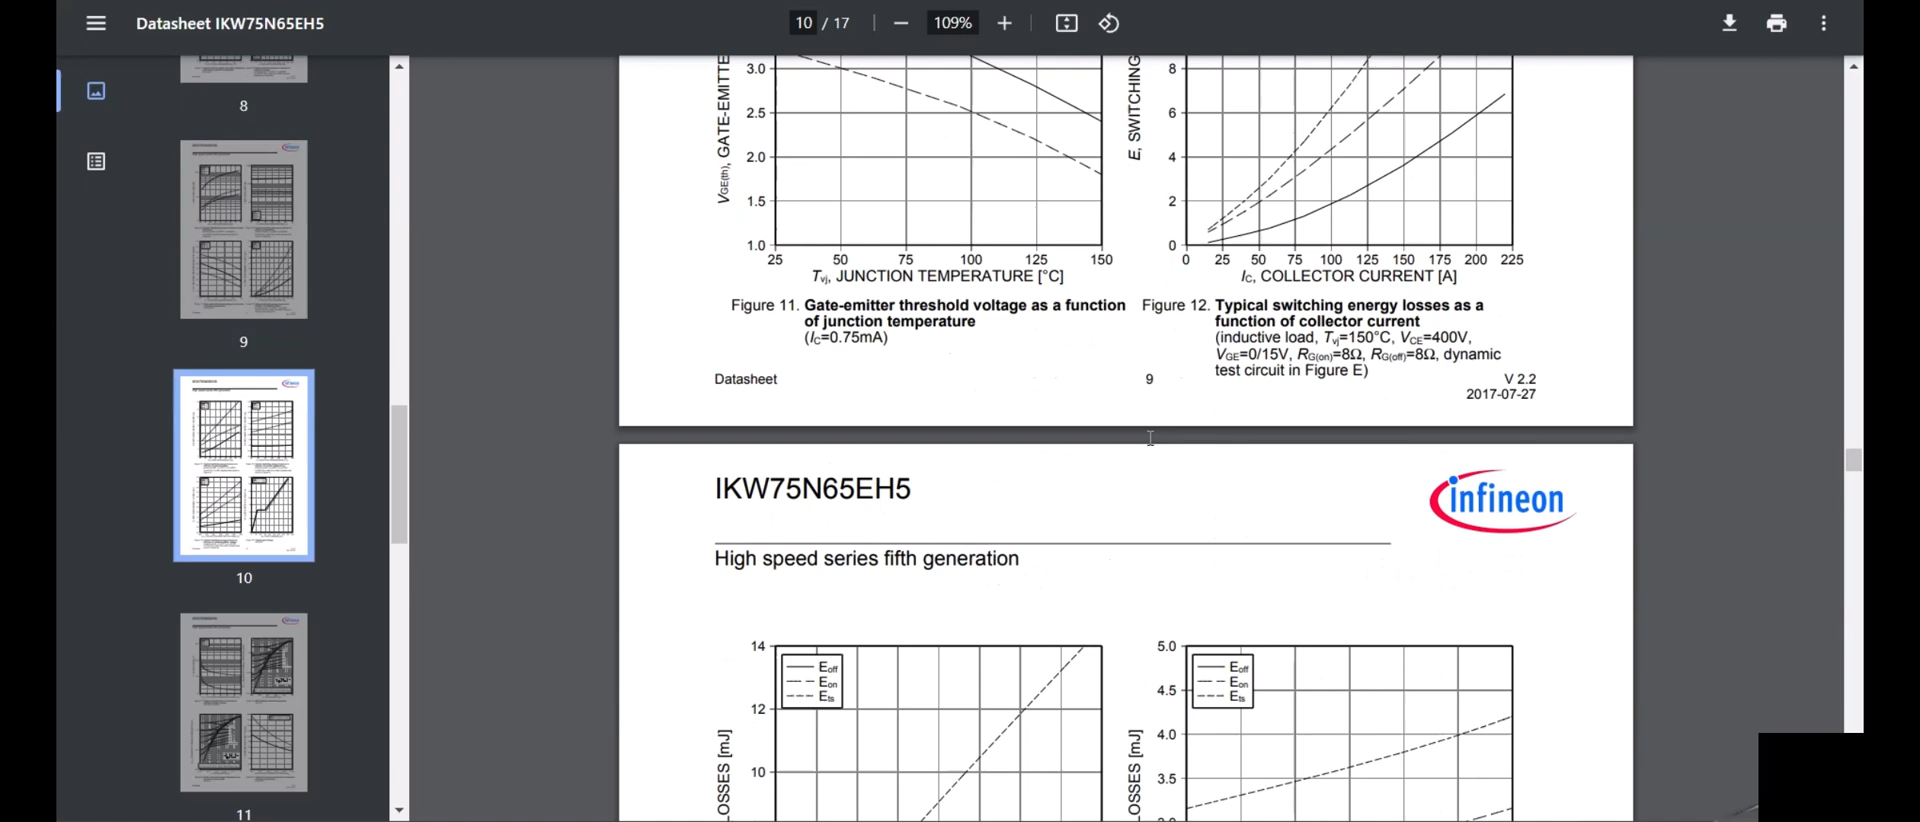 Datasheet IKW75N65EH5
10 / 17
109%
8
9
10
11
3.0
2.5
2.0
1.5
1.0
25 50 75 100 125 150
VGE(th), GATE-EMITTE
Tvj, JUNCTION TEMPERATURE [°C]
Figure 11. Gate-emitter threshold voltage as a function
of junction temperature
(IC=0.75mA)
8
6
4
2
0
0 25 50 75 100 125 150 175 200 225
E, SWITCHING
IC, COLLECTOR CURRENT [A]
Figure 12. Typical switching energy losses as a
function of collector current
(inductive load, Tvj=150°C, VCE=400V,
VGE=0/15V, RG(on)=8Ω, RG(off)=8Ω, dynamic
test circuit in Figure E)
Datasheet
9
V 2.2
2017-07-27
IKW75N65EH5
infineon
High speed series fifth generation
14
12
10
Eoff
Eon
Ets
LOSSES [mJ]
5.0
4.5
4.0
3.5
Eoff
Eon
Ets
LOSSES [mJ]